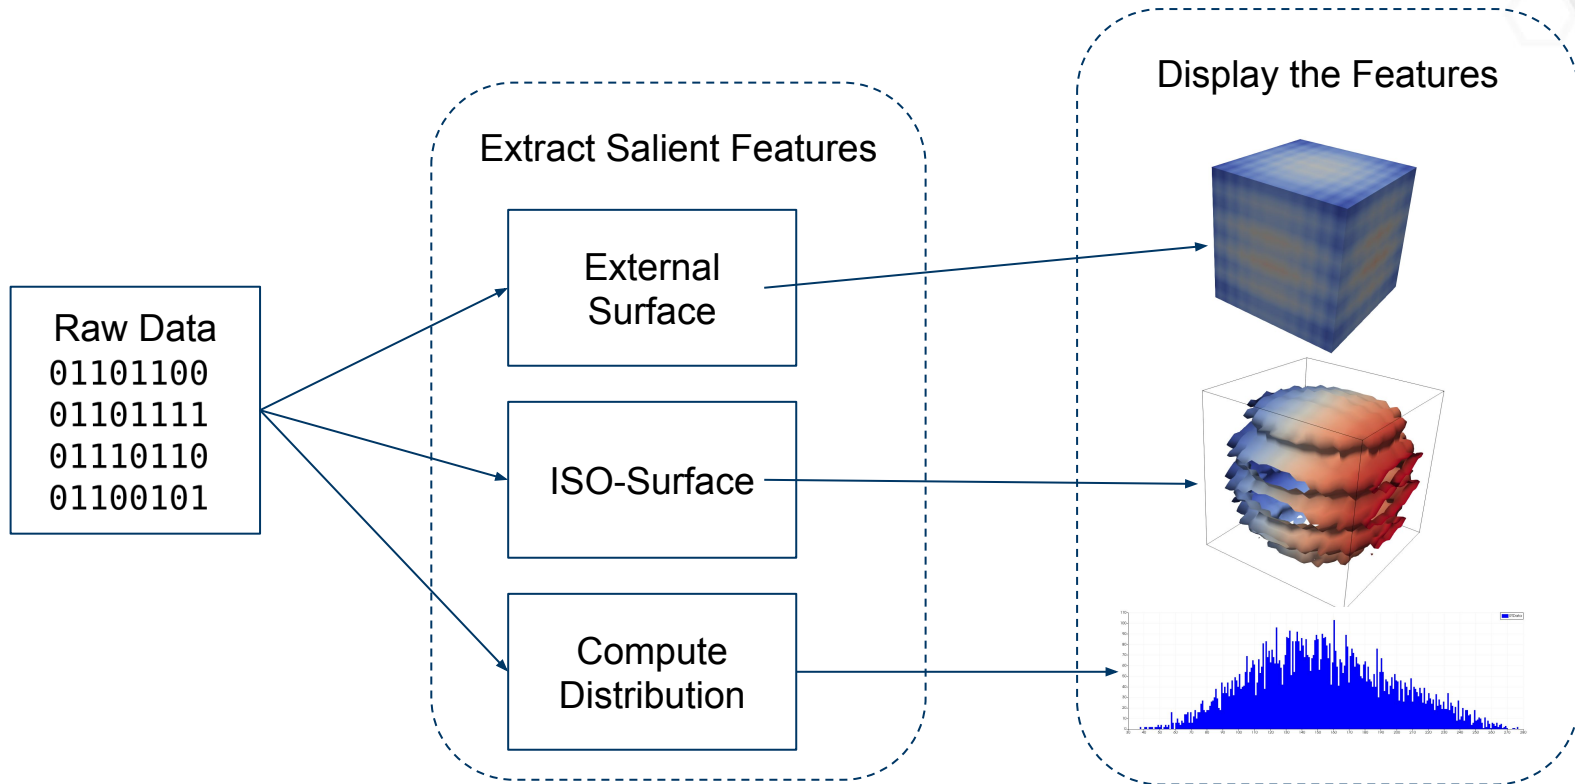 Display the Features
Extract Salient Features
External
Surface
Raw Data
01101100
01101111
01110110
01100101
ISO-Surface
Compute
Distribution